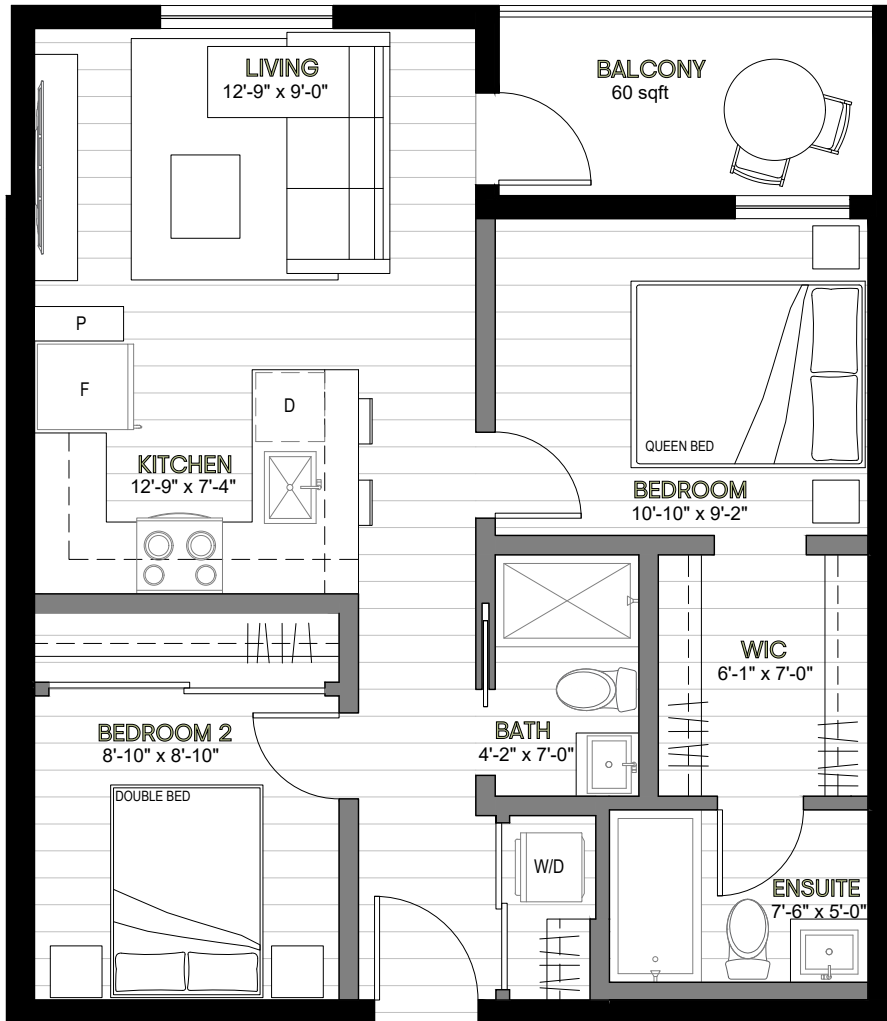 LIVING
12'-9" x 9'-0"
BALCONY
60 sqft
P
F
D
KITCHEN
12'-9" x 7'-4"
QUEEN BED
BEDROOM
10'-10" x 9'-2"
WIC
6'-1" x 7'-0"
BEDROOM 2
8'-10" x 8'-10"
BATH
4'-2" x 7'-0"
DOUBLE BED
W/D
ENSUITE
7'-6" x 5'-0"